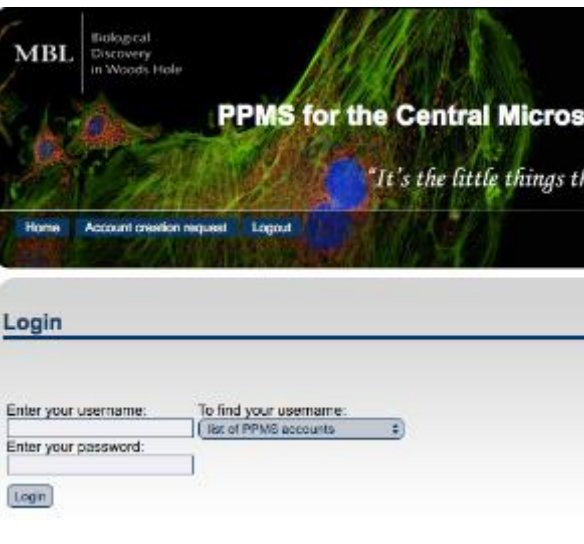 MBL
Biological
Discovery
in Woods Hole
PPMS for the Central Micros
"It's the little things th
Home Account creation request Logout
Login
Enter your username: To find your username:
list of PPMS accounts
Enter your password:
Login